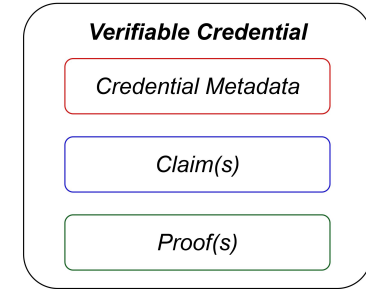 Verifiable Credential
Credential Metadata
Claim(s)
Proof(s)